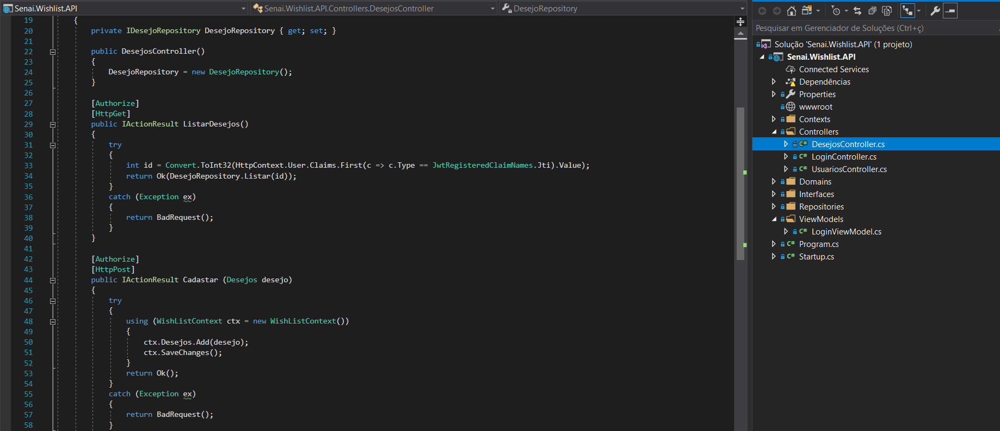 Senai.Wishlist.API
Senai.Wishlist.API.Controllers.DesejosController
DesejoRepository
19 {
20 private IDesejoRepository DesejoRepository { get; set; }
21
22 public DesejosController()
23 {
24 DesejoRepository = new DesejoRepository();
25 }
26
27 [Authorize]
28 [HttpGet]
29 public IActionResult ListarDesejos()
30 {
31 try
32 {
33 int id = Convert.ToInt32(HttpContext.User.Claims.First(c => c.Type == JwtRegisteredClaimNames.Jti).Value);
34 return Ok(DesejoRepository.Listar(id));
35 }
36 catch (Exception ex)
37 {
38 return BadRequest();
39 }
40 }
41
42 [Authorize]
43 [HttpPost]
44 public IActionResult Cadastar (Desejos desejo)
45 {
46 try
47 {
48 using (WishListContext ctx = new WishListContext())
49 {
50 ctx.Desejos.Add(desejo);
51 ctx.SaveChanges();
52 }
53 return Ok();
54 }
55 catch (Exception ex)
56 {
57 return BadRequest();
58 }
Pesquisar em Gerenciador de Soluções (Ctrl+ç)
Solução 'Senai.Wishlist.API' (1 projeto)
Senai.Wishlist.API
Connected Services
Dependências
Properties
wwwroot
Contexts
Controllers
C# DesejosController.cs
C# LoginController.cs
C# UsuariosController.cs
Domains
Interfaces
Repositories
ViewModels
C# LoginViewModel.cs
C# Program.cs
C# Startup.cs